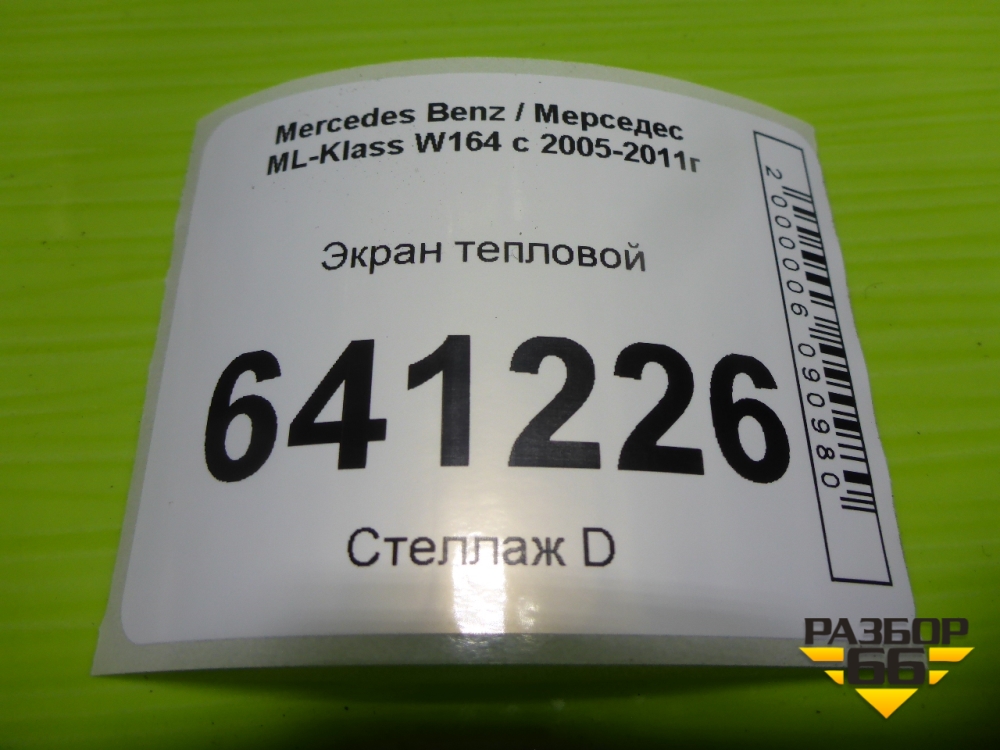 Mercedes Benz / Мерседес
ML-Klass W164 с 2005-2011г
Экран тепловой
641226
Стеллаж D
2000006090980
РАЗБОР
66